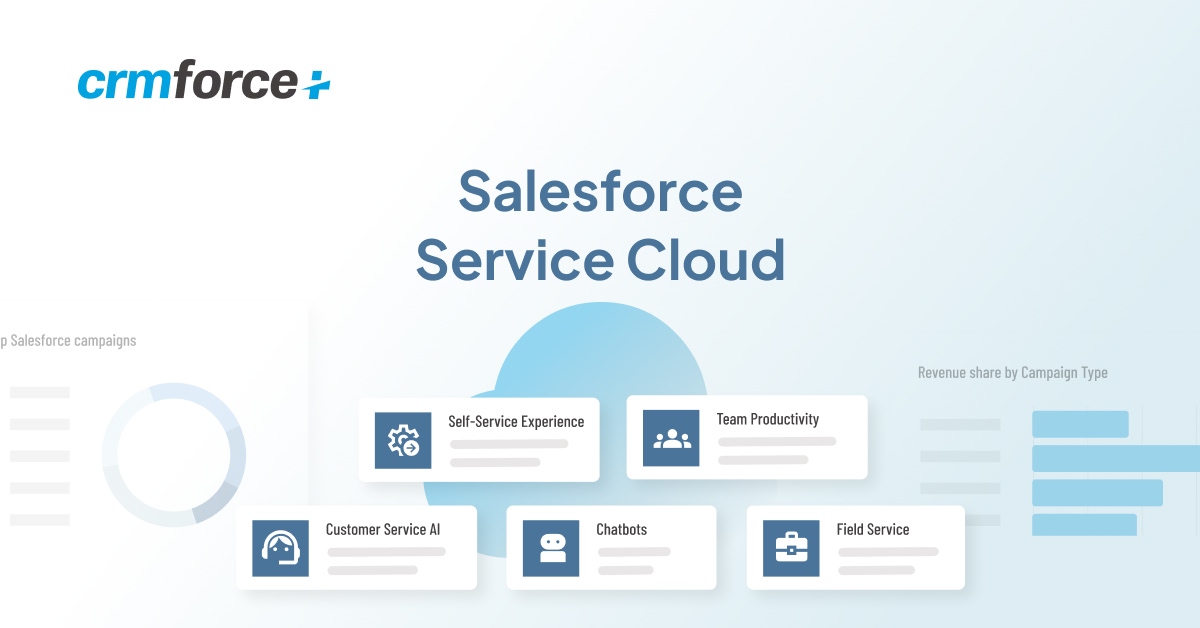 crmforce
Salesforce
Service Cloud
p Salesforce campaigns
Revenue share by Campaign Type
Self-Service Experience
Team Productivity
Customer Service AI
Chatbots
Field Service